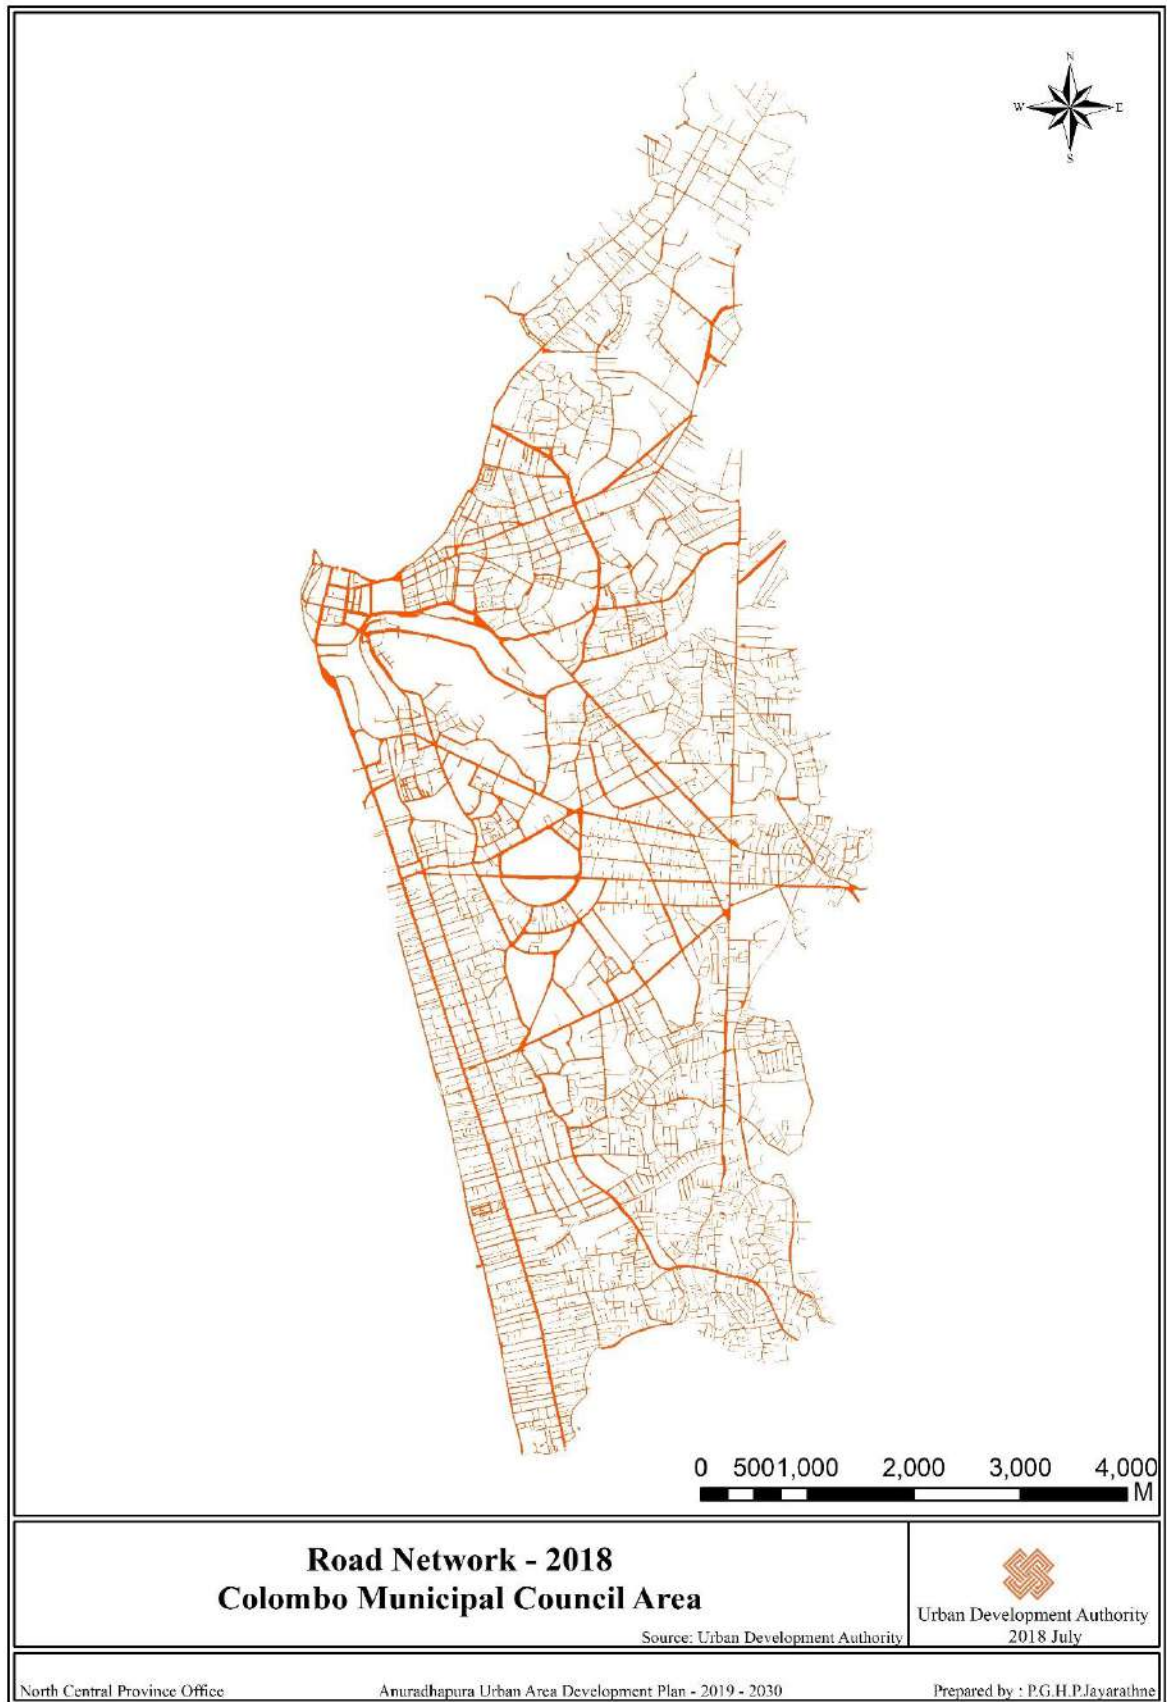 N
W E
S
0 5001,000 2,000 3,000 4,000
M
Road Network - 2018
Colombo Municipal Council Area
Source: Urban Development Authority
Urban Development Authority
2018 July
North Central Province Office
Anuradhapura Urban Area Development Plan - 2019 - 2030
Prepared by : P.G.H.P.Jayarathne